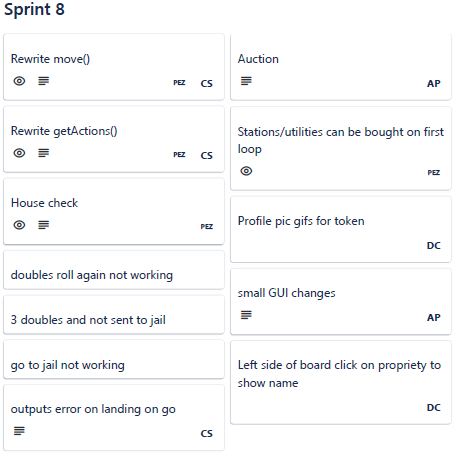 Sprint 8
Rewrite move()
PEZ CS
Rewrite getActions()
PEZ CS
House check
PEZ
doubles roll again not working
3 doubles and not sent to jail
go to jail not working
outputs error on landing on go
CS
Auction
AP
Stations/utilities can be bought on first
loop
PEZ
Profile pic gifs for token
DC
small GUI changes
AP
Left side of board click on propriety to
show name
DC